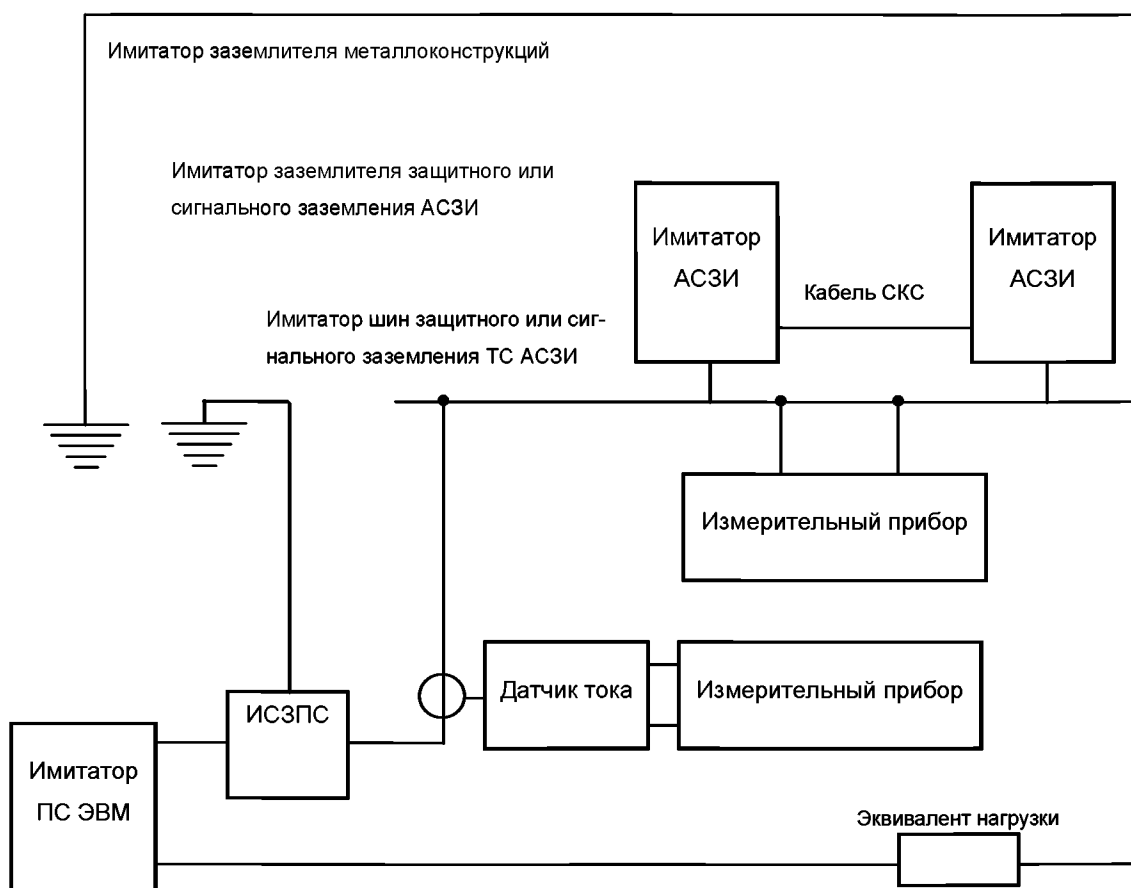 Имитатор заземлителя металлоконструкций
Имитатор заземлителя защитного или
сигнального заземления АСЗИ
Имитатор
АСЗИ
Имитатор
АСЗИ
Кабель СКС
Имитатор шин защитного или сиг-
нального заземления ТС АСЗИ
Измерительный прибор
Датчик тока
Измерительный прибор
ИСЗПС
Имитатор
ПС ЭВМ
Эквивалент нагрузки